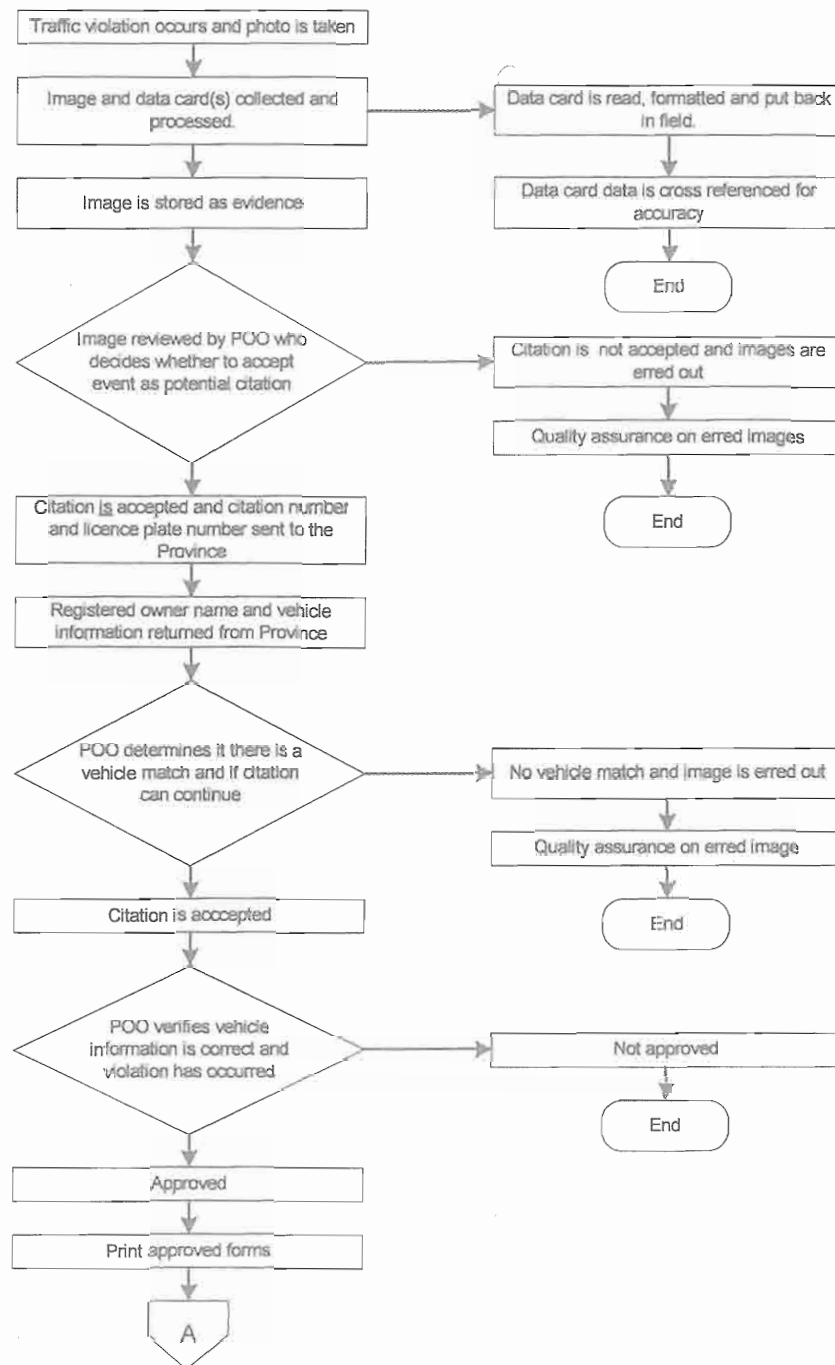 Traffic violation occurs and photo is taken
Image and data card(s) collected and
processed.
Data card is read, formatted and put back
in field.
Image is stored as evidence
Data card data is cross referenced for
accuracy
End
Image reviewed by POO who
decides whether to accept
event as potential citation
Citation is not accepted and images are
erred out
Quality assurance on erred images
End
Citation is accepted and citation number
and licence plate number sent to the
Province
Registered owner name and vehicle
information returned from Province
POO determines it there is a
vehicle match and if citation
can continue
No vehicle match and image is erred out
Quality assurance on erred image
End
Citation is acccepted
POO verifies vehicle
information is correct and
violation has occurred
Not approved
End
Approved
Print approved forms
A